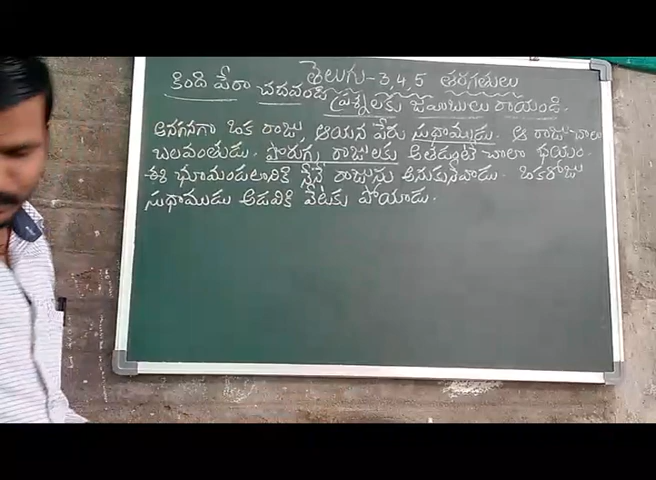 తెలుగు-3,4,5 తరగతులు
కింది పేరా చదవండి ప్రశ్నలకు జవాబులు రాయండి.
అనగనగా ఒక రాజు, ఆయన పేరు సుధాముడు. ఆ రాజు చాలా
బలవంతుడు. పొరుగు రాజులకు అతడంటే చాలా భయం.
ఈ భూమండలానికి నేనే రాజును అనుకునేవాడు. ఒకరోజు
సుధాముడు అడవికి వేటకు పోయాడు.